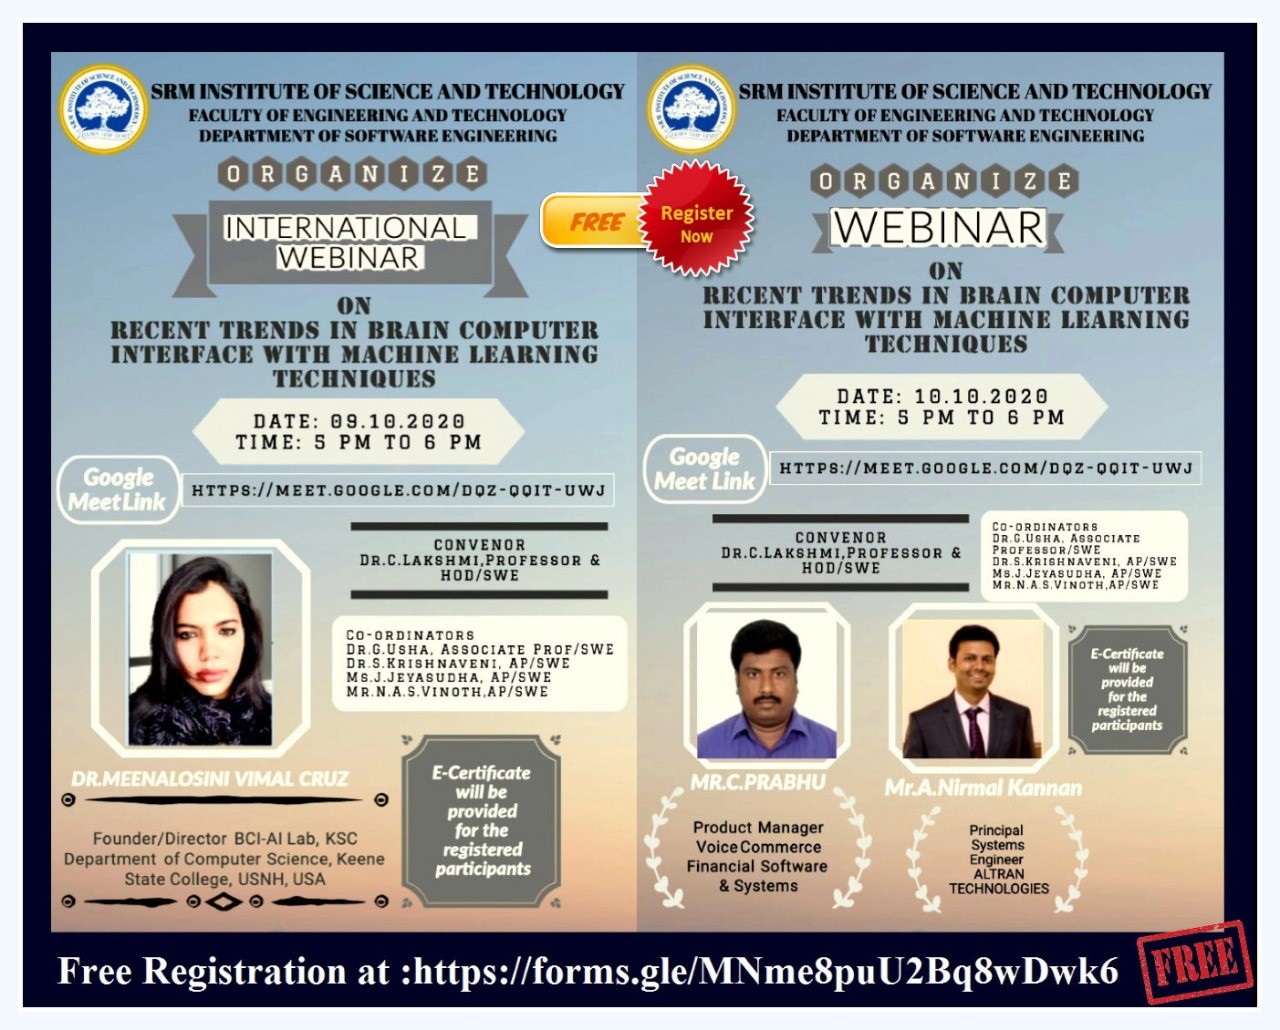 SRM INSTITUTE OF SCIENCE AND TECHNOLOGY
FACULTY OF ENGINEERING AND TECHNOLOGY
DEPARTMENT OF SOFTWARE ENGINEERING
ORGANIZE
INTERNATIONAL
WEBINAR
ON
RECENT TRENDS IN BRAIN COMPUTER
INTERFACE WITH MACHINE LEARNING
TECHNIQUES
DATE: 09.10.2020
TIME: 5 PM TO 6 PM
Google
Meet Link
HTTPS://MEET.GOOGLE.COM/DQZ-QQIT-UWJ
CONVENOR
DR.C.LAKSHMI,PROFESSOR &
HOD/SWE
CO-ORDINATORS
DR.G.USHA, ASSOCIATE PROF/SWE
DR.S.KRISHNAVENI, AP/SWE
MS.J.JEYASUDHA, AP/SWE
MR.N.A.S.VINOTH,AP/SWE
DR.MEENALOSINI VIMAL CRUZ
Founder/Director BCI-AI Lab, KSC
Department of Computer Science, Keene
State College, USNH, USA
E-Certificate
will be
provided
for the
registered
participants
FREE
Register
Now
SRM INSTITUTE OF SCIENCE AND TECHNOLOGY
FACULTY OF ENGINEERING AND TECHNOLOGY
DEPARTMENT OF SOFTWARE ENGINEERING
ORGANIZE
WEBINAR
ON
RECENT TRENDS IN BRAIN COMPUTER
INTERFACE WITH MACHINE LEARNING
TECHNIQUES
DATE: 10.10.2020
TIME: 5 PM TO 6 PM
Google
Meet Link
HTTPS://MEET.GOOGLE.COM/DQZ-QQIT-UWJ
CONVENOR
DR.C.LAKSHMI,PROFESSOR &
HOD/SWE
CO-ORDINATORS
DR.G.USHA, ASSOCIATE
PROFESSOR/SWE
DR.S.KRISHNAVENI, AP/SWE
MS.J.JEYASUDHA, AP/SWE
MR.N.A.S.VINOTH,AP/SWE
MR.C.PRABHU
Product Manager
Voice Commerce
Financial Software
& Systems
Mr.A.Nirmal Kannan
Principal
Systems
Engineer
ALTRAN
TECHNOLOGIES
E-Certificate
will be
provided
for the
registered
participants
Free Registration at :https://forms.gle/MNme8puU2Bq8wDwk6
FREE